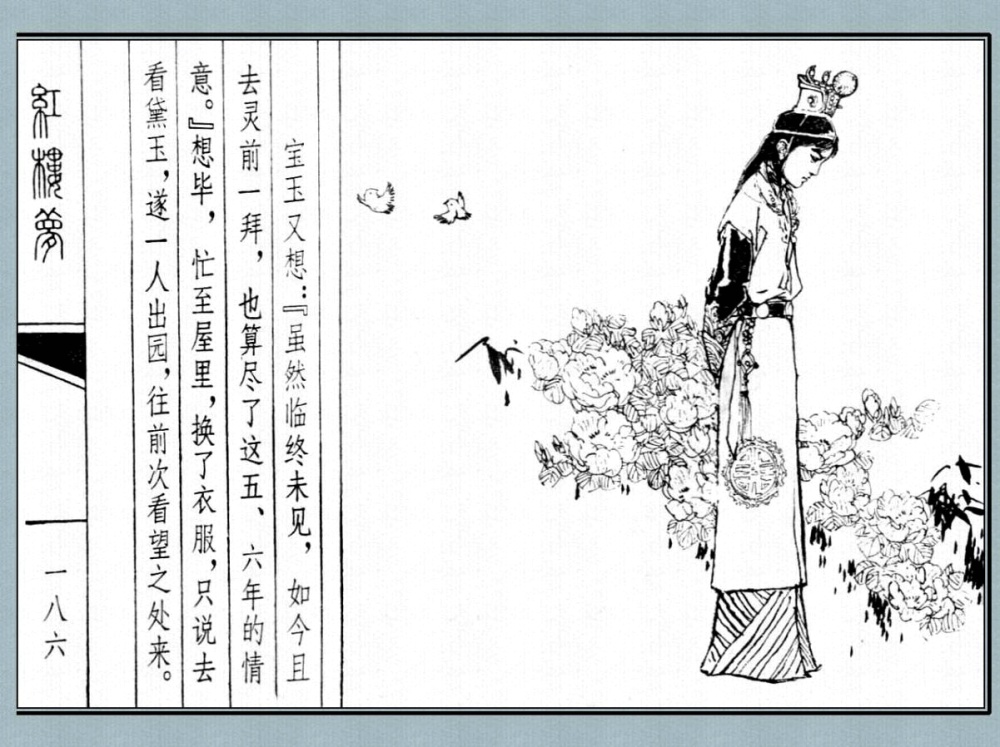 宝玉又想：『虽然临终未见，如今且
去灵前一拜，也算尽了这五、六年的情
意。』想毕，忙至屋里，换了衣服，只说去
看黛玉，遂一人出园，往前次看望之处来。
紅樓夢
一八六